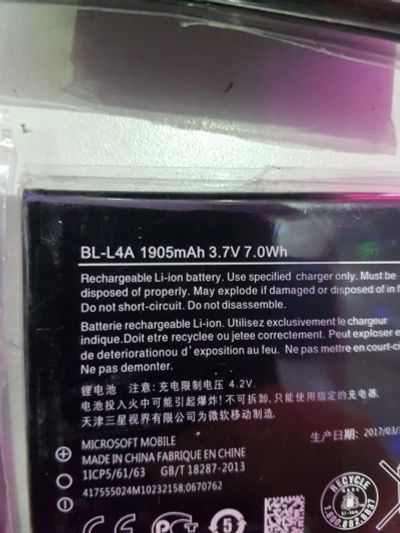 BL-L4A 1905mAh 3.7V 7.0Wh
Rechargeable Li-ion battery. Use specified charger only. Must be
disposed of properly. May explode if damaged or disposed of in
Do not short-circuit. Do not disassemble.
Batterie rechargeable Li-ion. Utilisez exclusivement le chargeur
indique.Doit etre recyclee ou jetee correctement. Peut exploser e
de deteriorationou d'exposition au feu. Ne pas mettre en court-c
Ne pas demonter.
锂电池 注意: 充电限制电压 4.2V.
电池投入火中可能引起爆炸! 不可拆卸.只能使用指定的充电器.
天津三星视界有限公司为微软移动制造.
MICROSOFT MOBILE 生产日 2017/03/
MADE IN CHINA FABRIQUE EN CHINE
1ICP5/61/63 GB/T 18287-2013
417555024M10232158;0670762
RECYCLE
Li-ion
1.800.882.8837
5